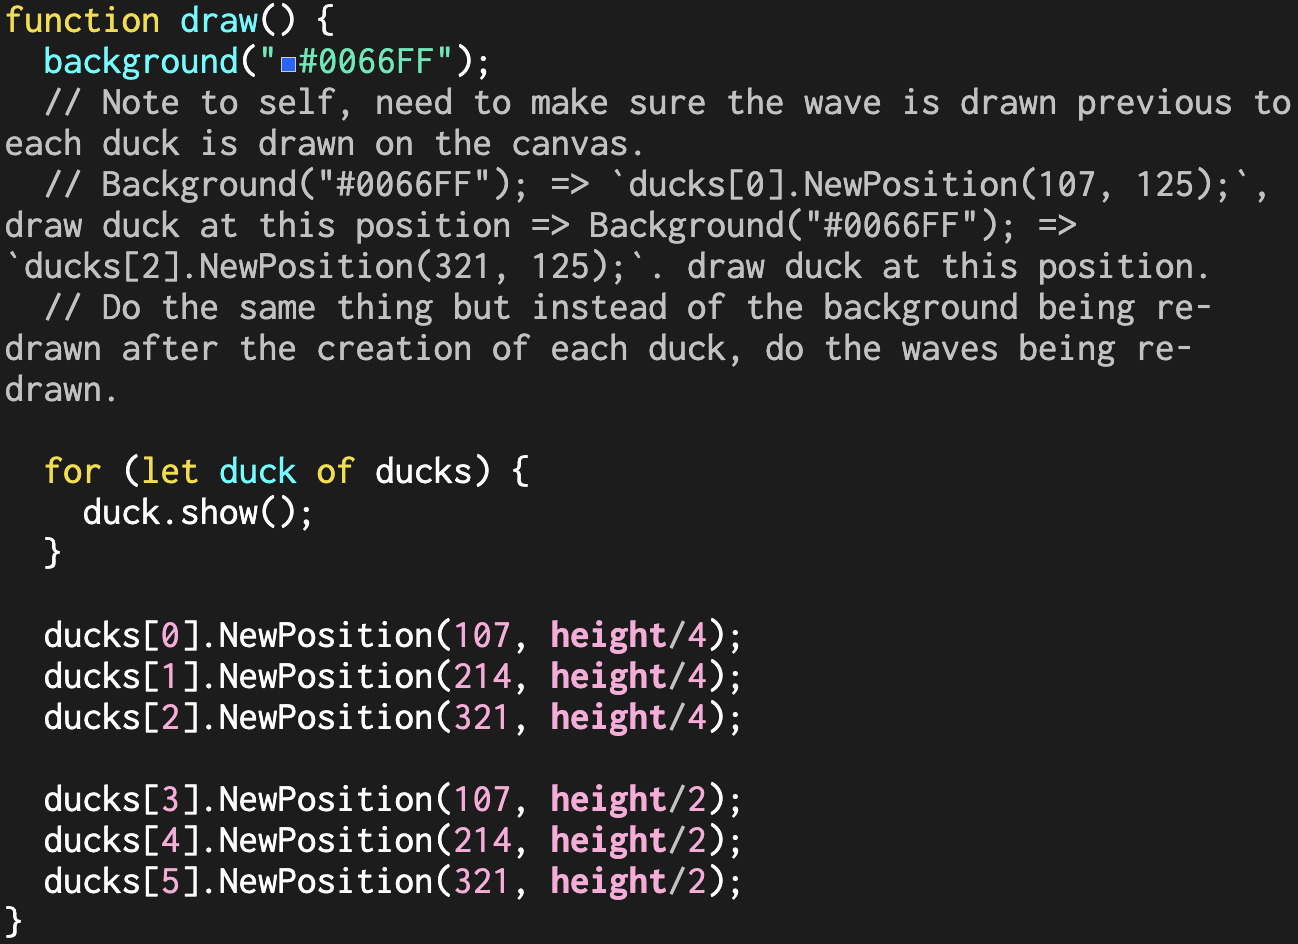 function draw() {
  background("#0066FF");
  // Note to self, need to make sure the wave is drawn previous to
each duck is drawn on the canvas.
  // Background("#0066FF"); => `ducks[0].NewPosition(107, 125);`,
draw duck at this position => Background("#0066FF"); =>
`ducks[2].NewPosition(321, 125);`. draw duck at this position.
  // Do the same thing but instead of the background being re-
drawn after the creation of each duck, do the waves being re-
drawn.

  for (let duck of ducks) {
    duck.show();
  }

  ducks[0].NewPosition(107, height/4);
  ducks[1].NewPosition(214, height/4);
  ducks[2].NewPosition(321, height/4);

  ducks[3].NewPosition(107, height/2);
  ducks[4].NewPosition(214, height/2);
  ducks[5].NewPosition(321, height/2);
}